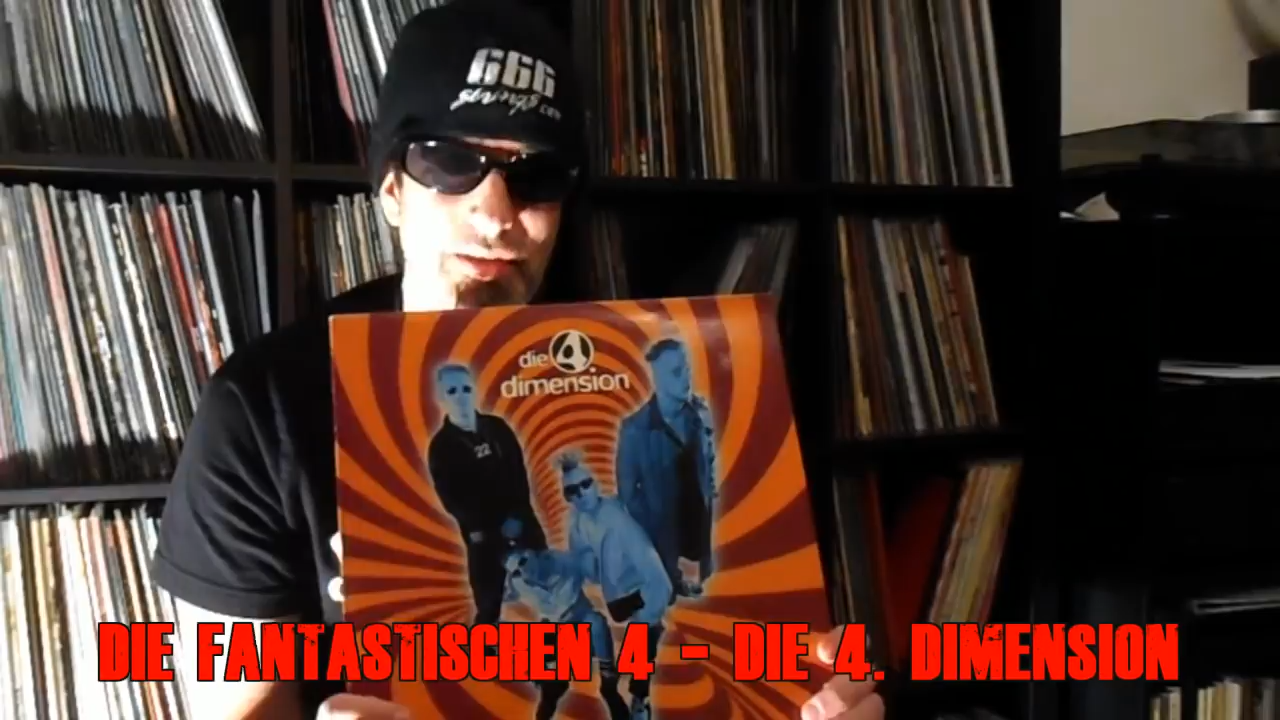 666
die 4.
dimension
22
DIE FANTASTISCHEN 4 - DIE 4. DIMENSION